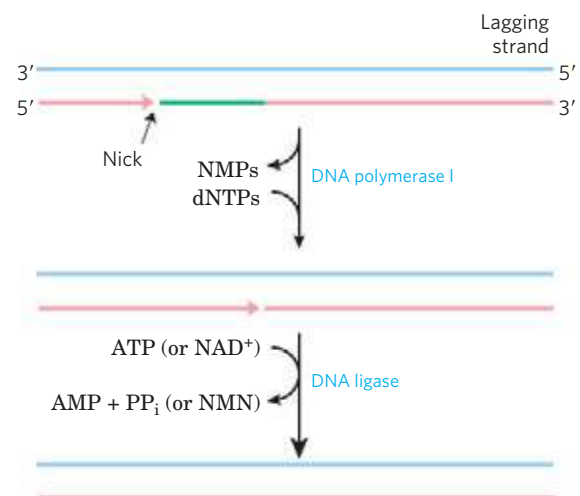 Lagging
strand
3′ 5′
5′ 3′
Nick
NMPs
DNA polymerase I
dNTPs
ATP (or NAD⁺)
DNA ligase
AMP + PPᵢ (or NMN)